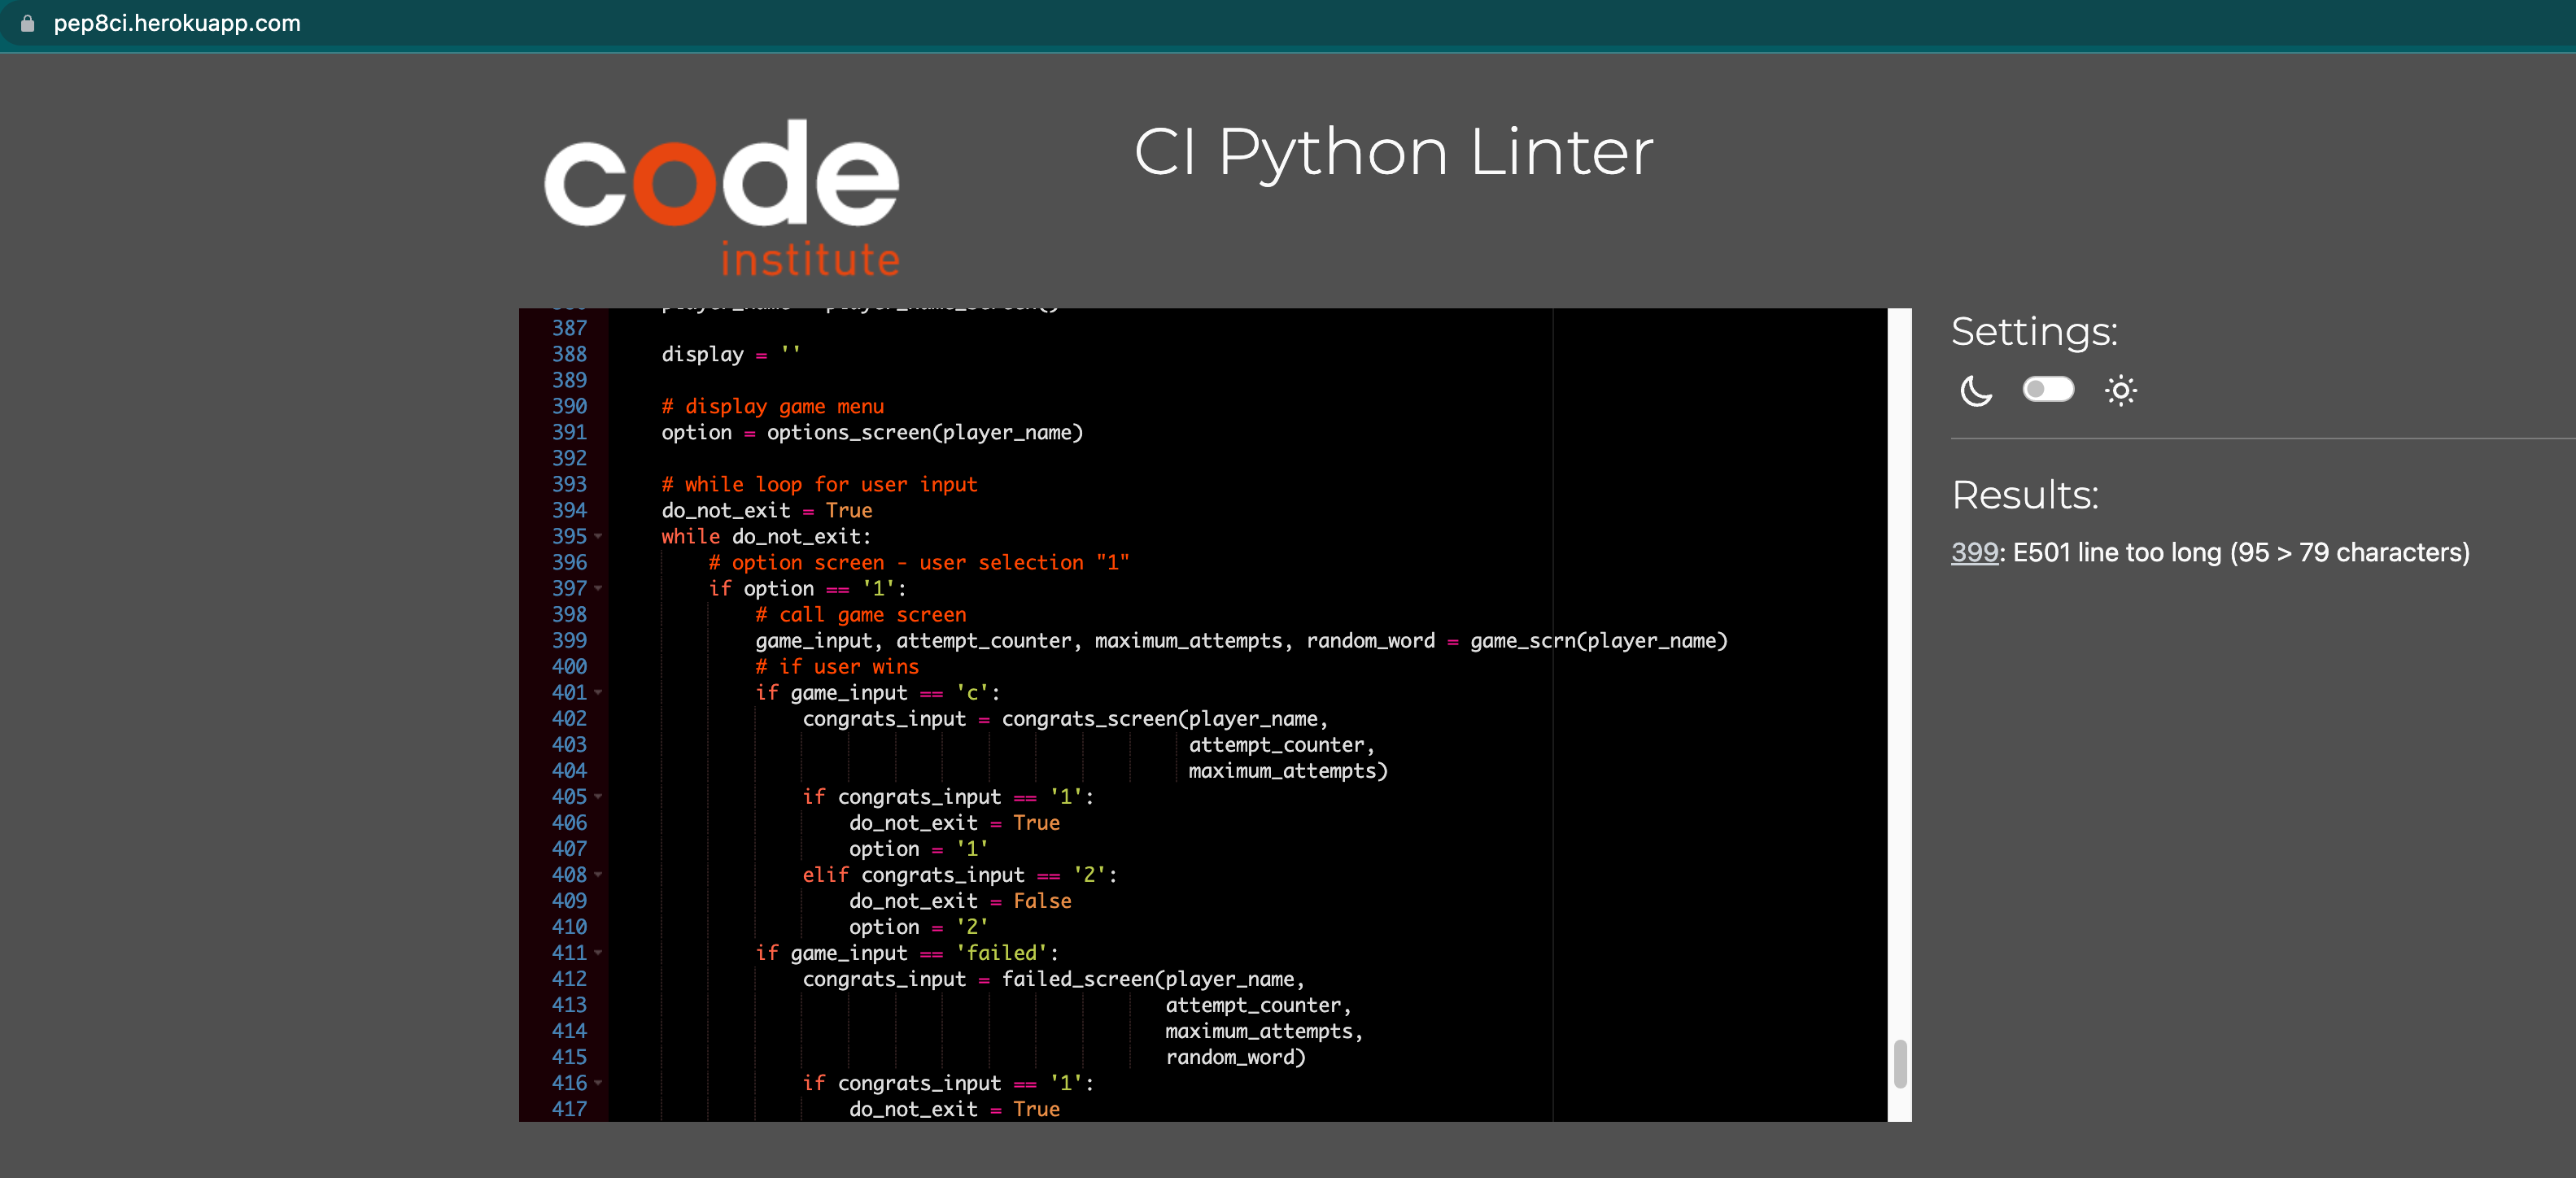 pep8ci.herokuapp.com
code
institute
CI Python Linter
387
388 display = ''
389
390 # display game menu
391 option = options_screen(player_name)
392
393 # while loop for user input
394 do_not_exit = True
395 while do_not_exit:
396 # option screen - user selection "1"
397 if option == '1':
398 # call game screen
399 game_input, attempt_counter, maximum_attempts, random_word = game_scrn(player_name)
400 # if user wins
401 if game_input == 'c':
402 congrats_input = congrats_screen(player_name,
403 attempt_counter,
404 maximum_attempts)
405 if congrats_input == '1':
406 do_not_exit = True
407 option = '1'
408 elif congrats_input == '2':
409 do_not_exit = False
410 option = '2'
411 if game_input == 'failed':
412 congrats_input = failed_screen(player_name,
413 attempt_counter,
414 maximum_attempts,
415 random_word)
416 if congrats_input == '1':
417 do_not_exit = True
Settings:
Results:
399: E501 line too long (95 > 79 characters)